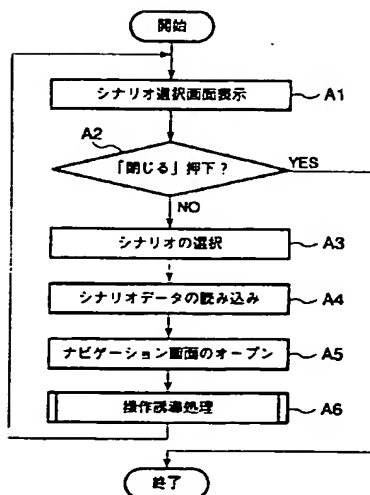 開始
シナリオ選択画面表示
A1
A2
「閉じる」押下?
YES
NO
シナリオの選択
A3
シナリオデータの読み込み
A4
ナビゲーション画面のオープン
A5
操作誘導処理
A6
終了